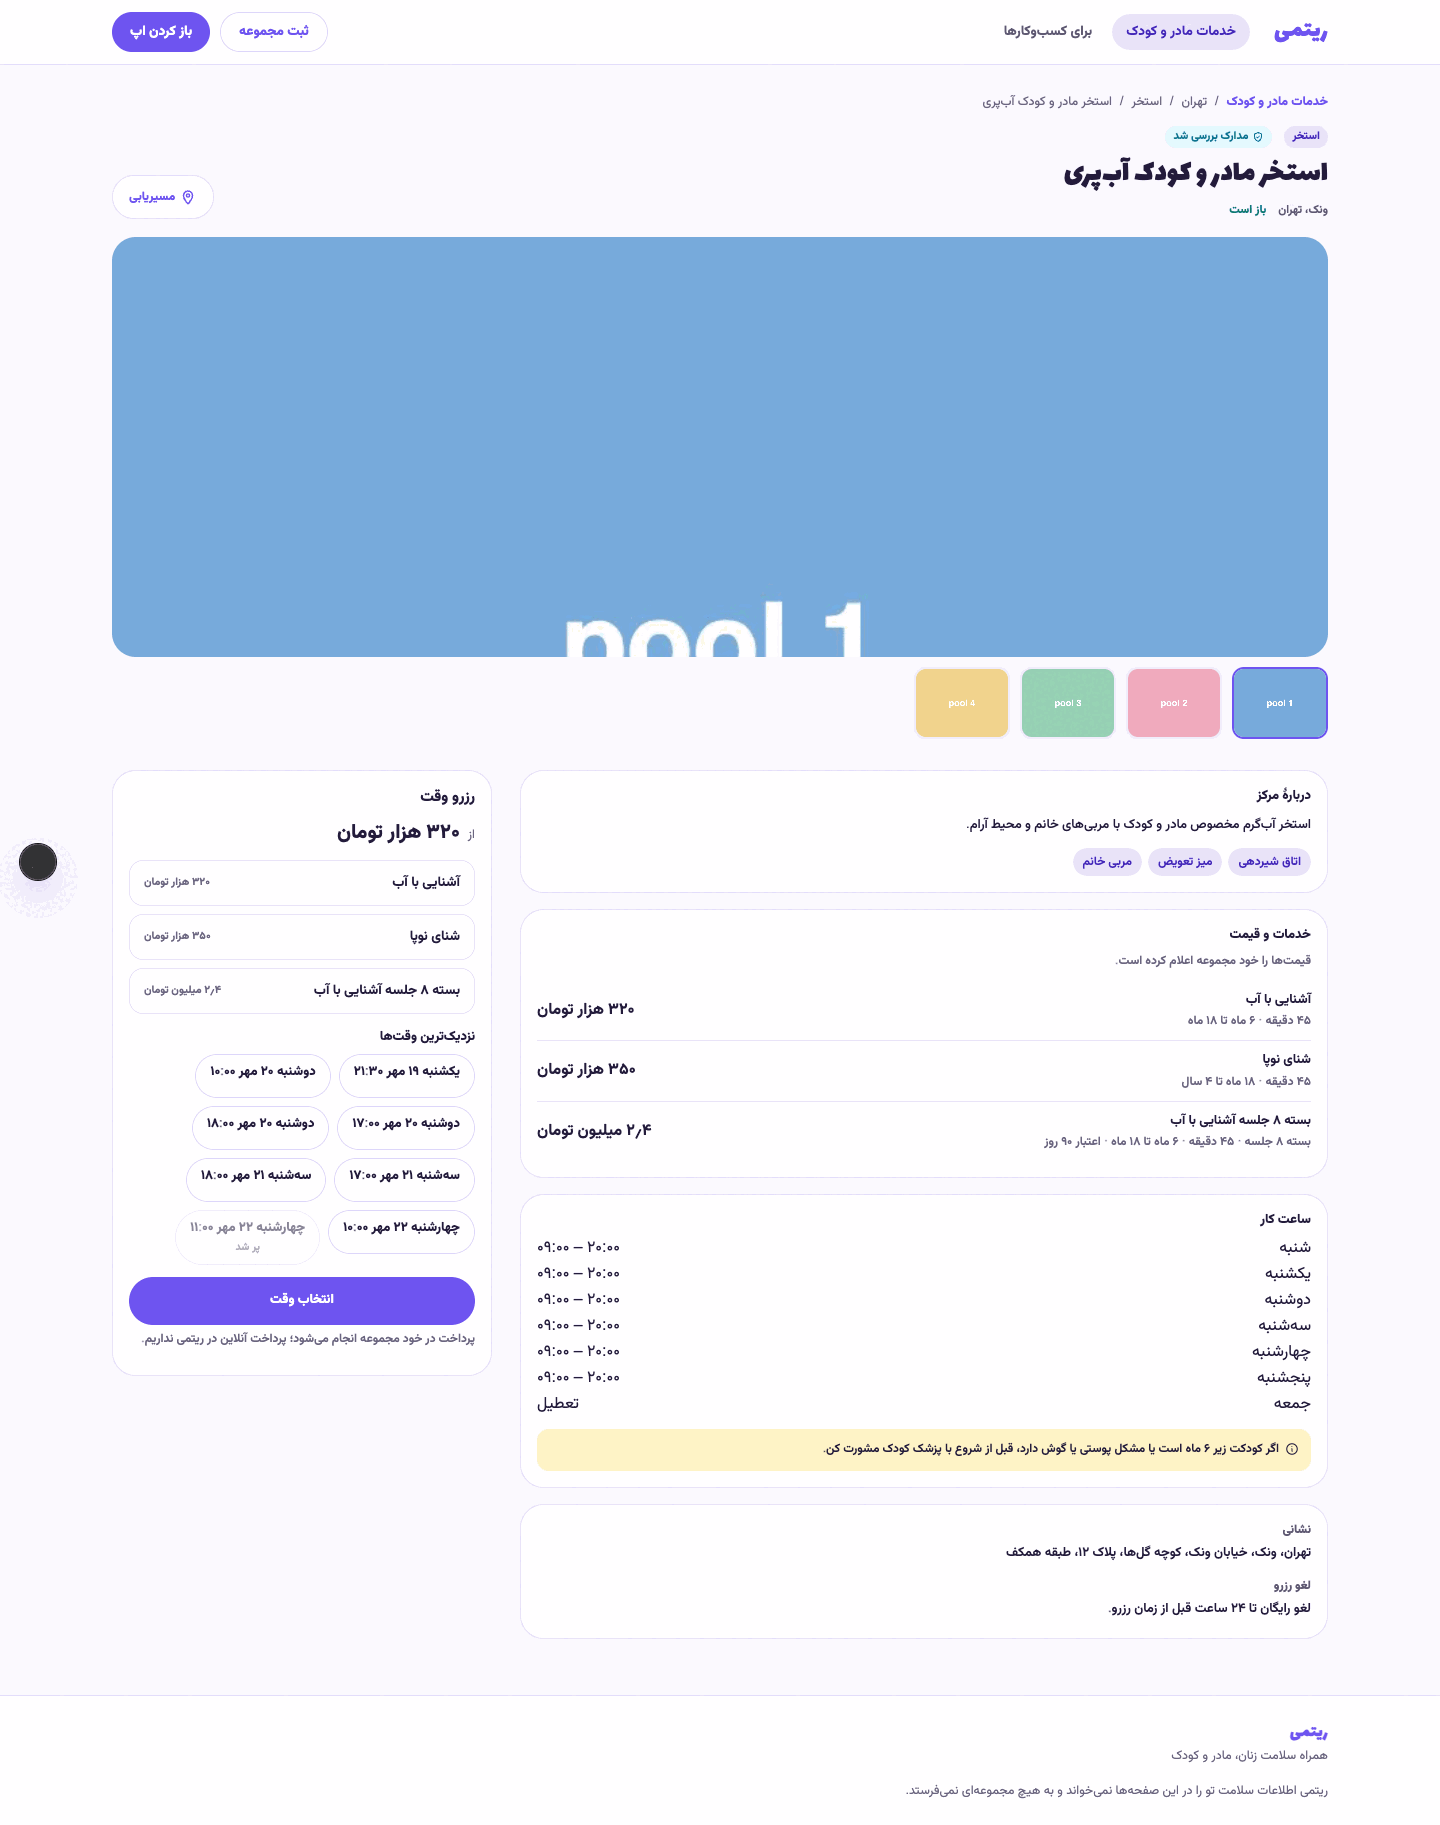 ریتمی
خدمات مادر و کودک
برای کسب‌وکارها
ثبت مجموعه
باز کردن اپ
خدمات مادر و کودک / تهران / استخر / استخر مادر و کودک آب‌پری
استخر
مدارک بررسی شد
استخر مادر و کودک آب‌پری
ونک، تهران
باز است
مسیریابی
pool 1
pool 1
pool 2
pool 3
pool 4
دربارهٔ مرکز
استخر آب‌گرم مخصوص مادر و کودک با مربی‌های خانم و محیط آرام.
اتاق شیردهی
میز تعویض
مربی خانم
خدمات و قیمت
قیمت‌ها را خود مجموعه اعلام کرده است.
آشنایی با آب
۳۲۰ هزار تومان
۴۵ دقیقه · ۶ ماه تا ۱۸ ماه
شنای نوپا
۳۵۰ هزار تومان
۴۵ دقیقه · ۱۸ ماه تا ۴ سال
بسته ۸ جلسه آشنایی با آب
۲٫۴ میلیون تومان
بسته ۸ جلسه · ۴۵ دقیقه · ۶ ماه تا ۱۸ ماه · اعتبار ۹۰ روز
ساعت کار
شنبه ۰۹:۰۰ – ۲۰:۰۰
یکشنبه ۰۹:۰۰ – ۲۰:۰۰
دوشنبه ۰۹:۰۰ – ۲۰:۰۰
سه‌شنبه ۰۹:۰۰ – ۲۰:۰۰
چهارشنبه ۰۹:۰۰ – ۲۰:۰۰
پنجشنبه ۰۹:۰۰ – ۲۰:۰۰
جمعه تعطیل
اگر کودکت زیر ۶ ماه است یا مشکل پوستی یا گوش دارد، قبل از شروع با پزشک کودک مشورت کن.
نشانی
تهران، ونک، خیابان ونک، کوچه گل‌ها، پلاک ۱۲، طبقه همکف
لغو رزرو
لغو رایگان تا ۲۴ ساعت قبل از زمان رزرو.
رزرو وقت
از ۳۲۰ هزار تومان
آشنایی با آب ۳۲۰ هزار تومان
شنای نوپا ۳۵۰ هزار تومان
بسته ۸ جلسه آشنایی با آب ۲٫۴ میلیون تومان
نزدیک‌ترین وقت‌ها
یکشنبه ۱۹ مهر ۲۱:۳۰
دوشنبه ۲۰ مهر ۱۰:۰۰
دوشنبه ۲۰ مهر ۱۷:۰۰
دوشنبه ۲۰ مهر ۱۸:۰۰
سه‌شنبه ۲۱ مهر ۱۷:۰۰
سه‌شنبه ۲۱ مهر ۱۸:۰۰
چهارشنبه ۲۲ مهر ۱۰:۰۰
چهارشنبه ۲۲ مهر ۱۱:۰۰
پر شد
انتخاب وقت
پرداخت در خود مجموعه انجام می‌شود؛ پرداخت آنلاین در ریتمی نداریم.
ریتمی
همراه سلامت زنان، مادر و کودک
ریتمی اطلاعات سلامت تو را در این صفحه‌ها نمی‌خواند و به هیچ مجموعه‌ای نمی‌فرستد.